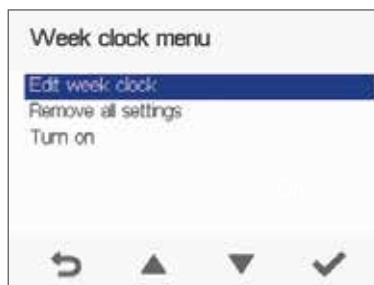 Week clock menu
Edit week clock
Remove all settings
Turn on